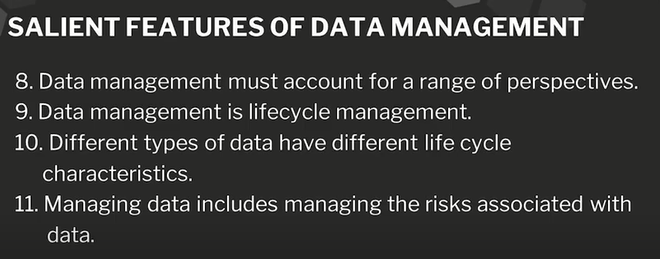 SALIENT FEATURES OF DATA MANAGEMENT
8. Data management must account for a range of perspectives.
9. Data management is lifecycle management.
10. Different types of data have different life cycle
characteristics.
11. Managing data includes managing the risks associated with
data.